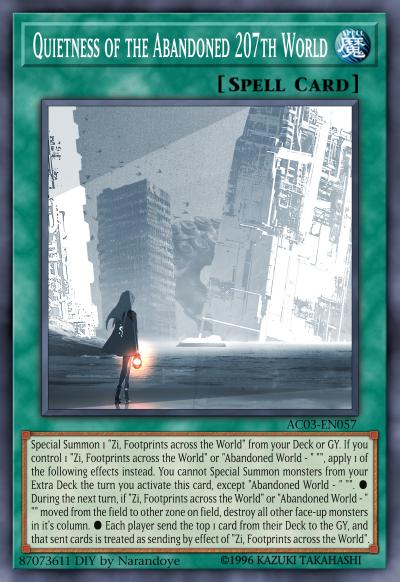 QUIETNESS OF THE ABANDONED 207TH WORLD
SPELL
魔
[SPELL CARD]
AC03-EN057
Special Summon 1 "Zi, Footprints across the World" from your Deck or GY. If you
control 1 "Zi, Footprints across the World" or "Abandoned World - " "", apply 1 of
the following effects instead. You cannot Special Summon monsters from your
Extra Deck the turn you activate this card, except "Abandoned World - " "". ●
During the next turn, if "Zi, Footprints across the World" or "Abandoned World - "
"" moved from the field to other zone on field, destroy all other face-up monsters
in it's column. ● Each player send the top 1 card from their Deck to the GY, and
that sent cards is treated as sending by effect of "Zi, Footprints across the World".
87073611 DIY by Narandoye ©1996 KAZUKI TAKAHASHI